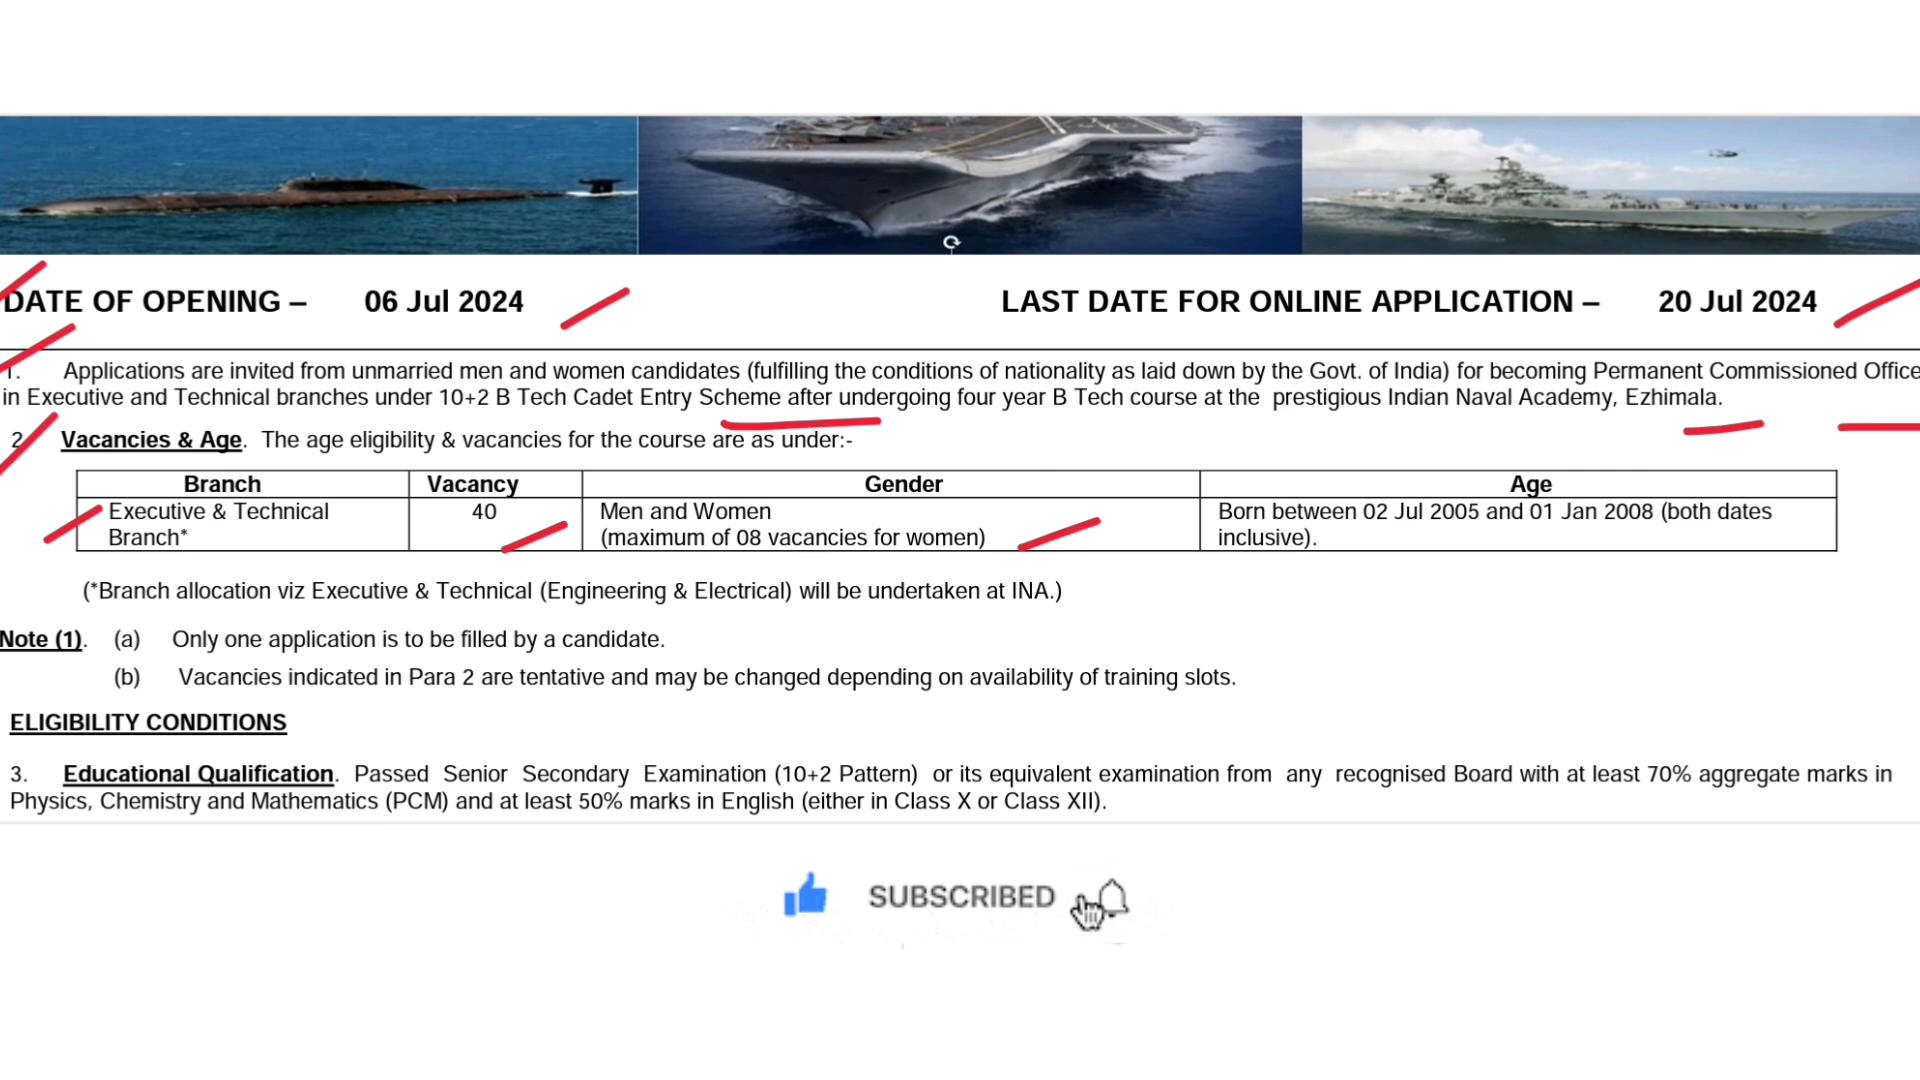 DATE OF OPENING – 06 Jul 2024 LAST DATE FOR ONLINE APPLICATION – 20 Jul 2024
1. Applications are invited from unmarried men and women candidates (fulfilling the conditions of nationality as laid down by the Govt. of India) for becoming Permanent Commissioned Office
in Executive and Technical branches under 10+2 B Tech Cadet Entry Scheme after undergoing four year B Tech course at the prestigious Indian Naval Academy, Ezhimala.
2. Vacancies & Age. The age eligibility & vacancies for the course are as under:-
Branch Vacancy Gender Age
Executive & Technical 40 Men and Women Born between 02 Jul 2005 and 01 Jan 2008 (both dates
Branch* (maximum of 08 vacancies for women) inclusive).
(*Branch allocation viz Executive & Technical (Engineering & Electrical) will be undertaken at INA.)
Note (1). (a) Only one application is to be filled by a candidate.
(b) Vacancies indicated in Para 2 are tentative and may be changed depending on availability of training slots.
ELIGIBILITY CONDITIONS
3. Educational Qualification. Passed Senior Secondary Examination (10+2 Pattern) or its equivalent examination from any recognised Board with at least 70% aggregate marks in
Physics, Chemistry and Mathematics (PCM) and at least 50% marks in English (either in Class X or Class XII).
SUBSCRIBED